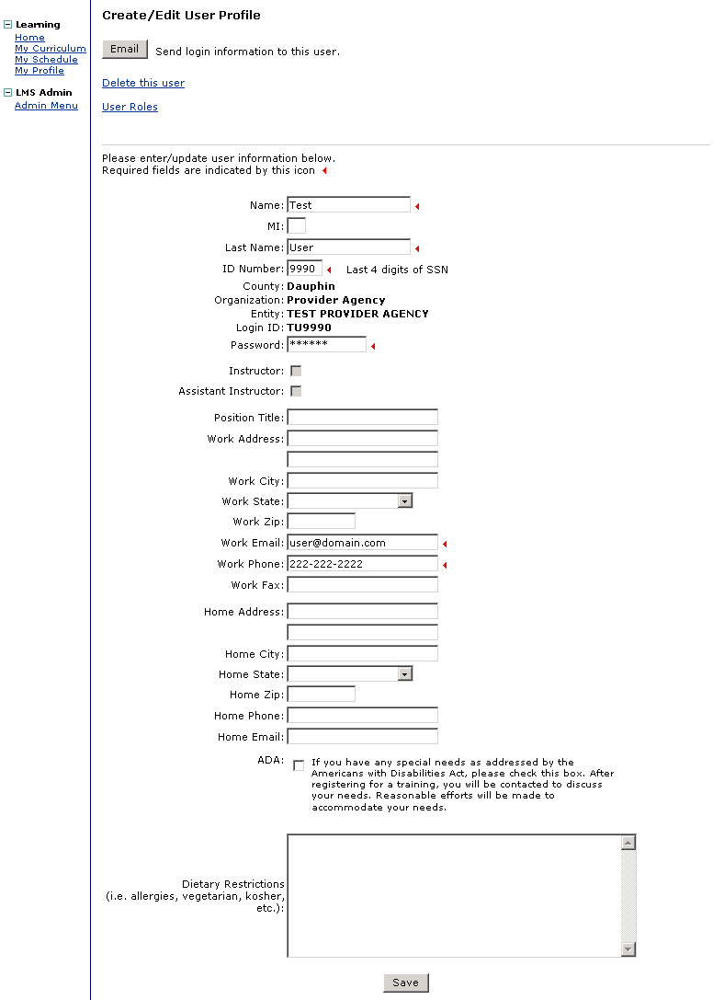 Learning
Home
My Curriculum
My Schedule
My Profile
LMS Admin
Admin Menu
Create/Edit User Profile
Email Send login information to this user.
Delete this user
User Roles
Please enter/update user information below.
Required fields are indicated by this icon
Name: Test
MI:
Last Name: User
ID Number: 9990 Last 4 digits of SSN
County: Dauphin
Organization: Provider Agency
Entity: TEST PROVIDER AGENCY
Login ID: TU9990
Password: ******
Instructor:
Assistant Instructor:
Position Title:
Work Address:
Work City:
Work State:
Work Zip:
Work Email: user@domain.com
Work Phone: 222-222-2222
Work Fax:
Home Address:
Home City:
Home State:
Home Zip:
Home Phone:
Home Email:
ADA: If you have any special needs as addressed by the
Americans with Disabilities Act, please check this box. After
registering for a training, you will be contacted to discuss
your needs. Reasonable efforts will be made to
accommodate your needs.
Dietary Restrictions
(i.e. allergies, vegetarian, kosher,
etc.):
Save